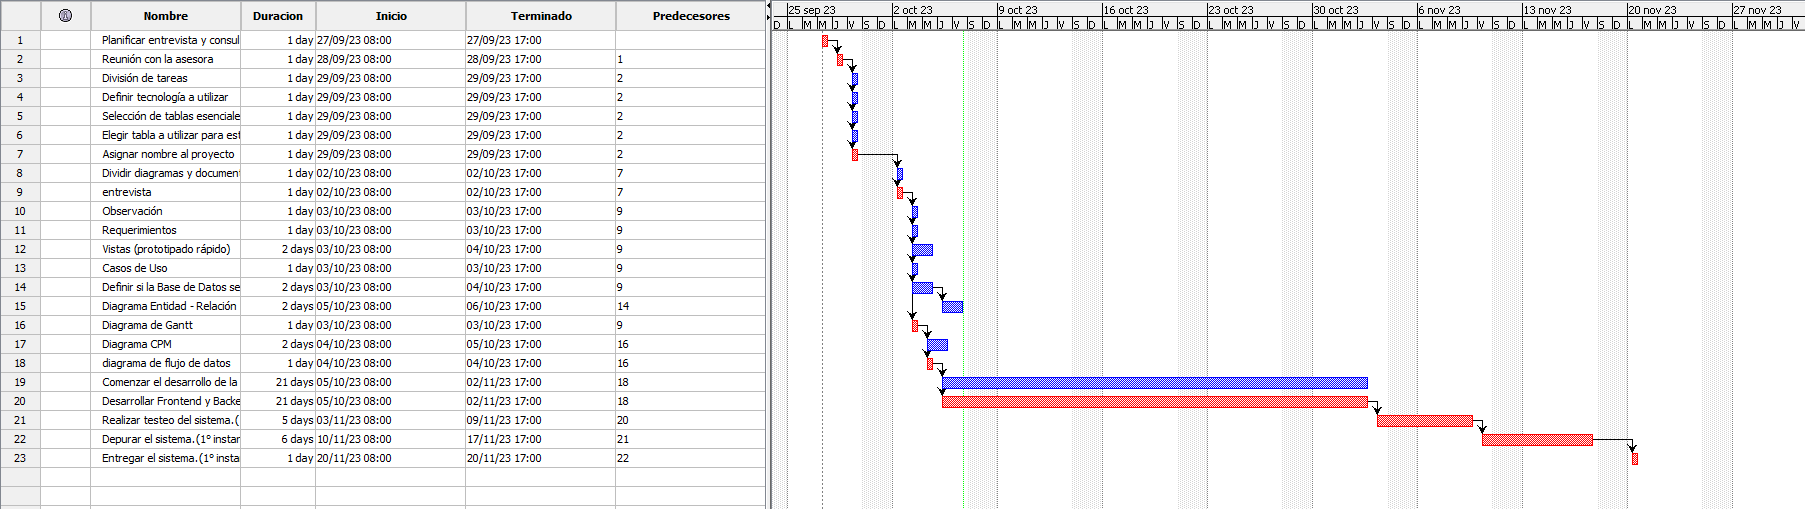 Nombre Duracion Inicio Terminado Predecesores
25 sep 23 2 oct 23 9 oct 23 16 oct 23 23 oct 23 30 oct 23 6 nov 23 13 nov 23 20 nov 23 27 nov 23
D L M M J V S D L M M J V S D L M M J V S D L M M J V S D L M M J V S D L M M J V S D L M M J V S D L M M J V S D L M M J V S D L M M J V
1 Planificar entrevista y consul 1 day 27/09/23 08:00 27/09/23 17:00
2 Reunión con la asesora 1 day 28/09/23 08:00 28/09/23 17:00 1
3 División de tareas 1 day 29/09/23 08:00 29/09/23 17:00 2
4 Definir tecnología a utilizar 1 day 29/09/23 08:00 29/09/23 17:00 2
5 Selección de tablas esenciale 1 day 29/09/23 08:00 29/09/23 17:00 2
6 Elegir tabla a utilizar para est 1 day 29/09/23 08:00 29/09/23 17:00 2
7 Asignar nombre al proyecto 1 day 29/09/23 08:00 29/09/23 17:00 2
8 Dividir diagramas y document 1 day 02/10/23 08:00 02/10/23 17:00 7
9 entrevista 1 day 02/10/23 08:00 02/10/23 17:00 7
10 Observación 1 day 03/10/23 08:00 03/10/23 17:00 9
11 Requerimientos 1 day 03/10/23 08:00 03/10/23 17:00 9
12 Vistas (prototipado rápido) 2 days 03/10/23 08:00 04/10/23 17:00 9
13 Casos de Uso 1 day 03/10/23 08:00 03/10/23 17:00 9
14 Definir si la Base de Datos se 2 days 03/10/23 08:00 04/10/23 17:00 9
15 Diagrama Entidad - Relación 2 days 05/10/23 08:00 06/10/23 17:00 14
16 Diagrama de Gantt 1 day 03/10/23 08:00 03/10/23 17:00 9
17 Diagrama CPM 2 days 04/10/23 08:00 05/10/23 17:00 16
18 diagrama de flujo de datos 1 day 04/10/23 08:00 04/10/23 17:00 16
19 Comenzar el desarrollo de la 21 days 05/10/23 08:00 02/11/23 17:00 18
20 Desarrollar Frontend y Backe 21 days 05/10/23 08:00 02/11/23 17:00 18
21 Realizar testeo del sistema.( 5 days 03/11/23 08:00 09/11/23 17:00 20
22 Depurar el sistema.(1° instar 6 days 10/11/23 08:00 17/11/23 17:00 21
23 Entregar el sistema.(1° insta 1 day 20/11/23 08:00 20/11/23 17:00 22